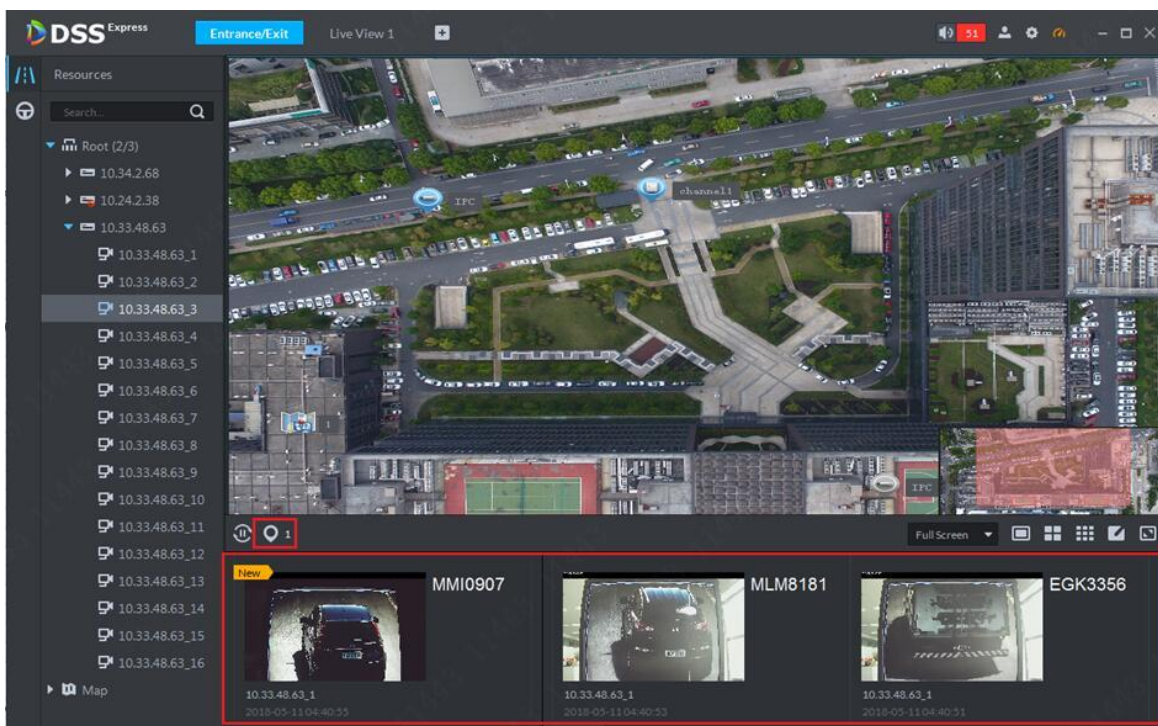 DSS Express
Entrance/Exit
Live View 1
51
Resources
Search...
Root (2/3)
10.34.2.68
10.24.2.38
10.33.48.63
10.33.48.63_1
10.33.48.63_2
10.33.48.63_3
10.33.48.63_4
10.33.48.63_5
10.33.48.63_6
10.33.48.63_7
10.33.48.63_8
10.33.48.63_9
10.33.48.63_10
10.33.48.63_11
10.33.48.63_12
10.33.48.63_13
10.33.48.63_14
10.33.48.63_15
10.33.48.63_16
Map
IPC
channel1
1
IPC
1
Full Screen
New
MMI0907
10.33.48.63_1
2018-05-11 04:40:55
MLM8181
10.33.48.63_1
2018-05-11 04:40:53
EGK3356
10.33.48.63_1
2018-05-11 04:40:51